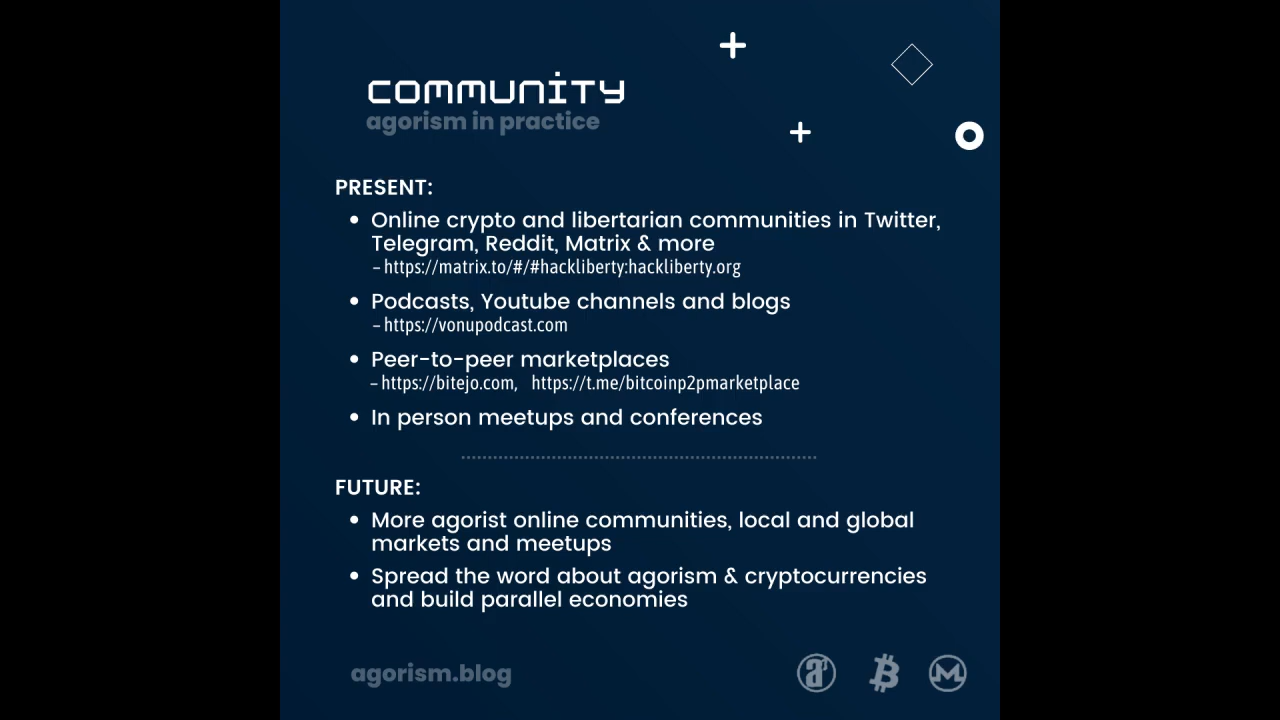 COMMUNITY
agorism in practice
PRESENT:
• Online crypto and libertarian communities in Twitter,
Telegram, Reddit, Matrix & more
– https://matrix.to/#/#hackliberty:hackliberty.org
• Podcasts, Youtube channels and blogs
– https://vonupodcast.com
• Peer-to-peer marketplaces
– https://bitejo.com, https://t.me/bitcoinp2pmarketplace
• In person meetups and conferences
FUTURE:
• More agorist online communities, local and global
markets and meetups
• Spread the word about agorism & cryptocurrencies
and build parallel economies
agorism.blog